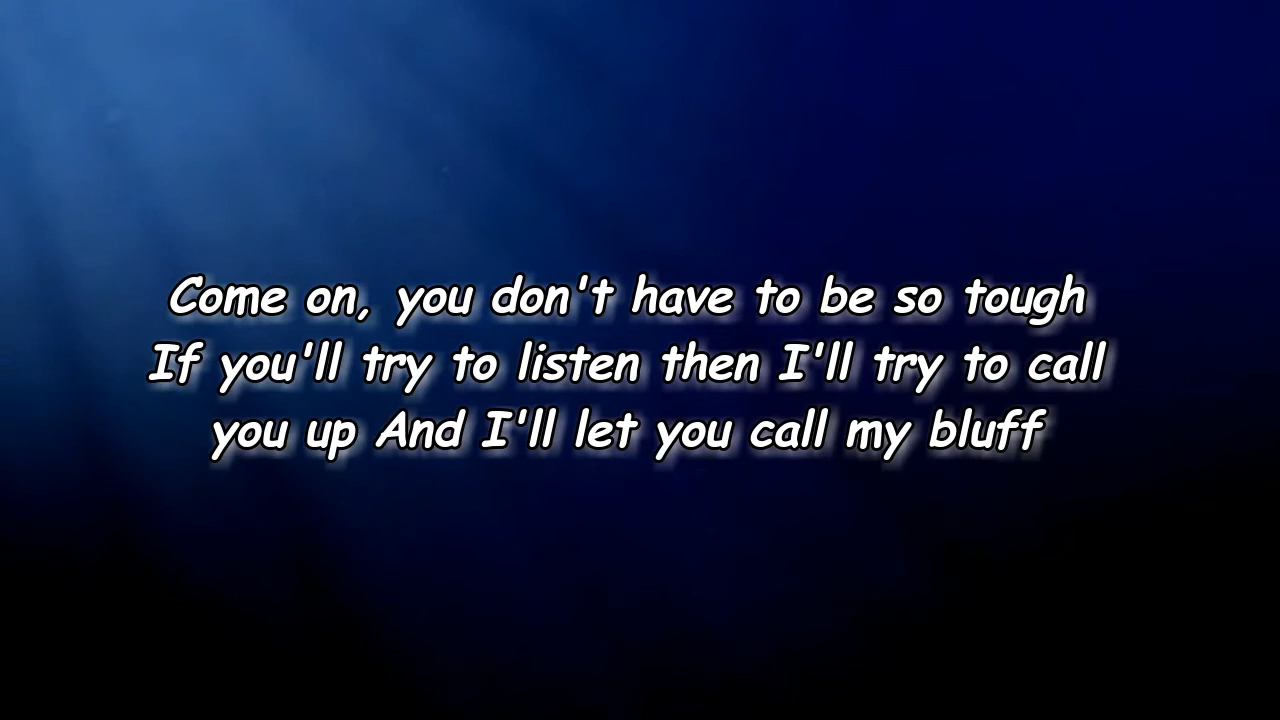 Come on, you don't have to be so tough
If you'll try to listen then I'll try to call
you up And I'll let you call my bluff